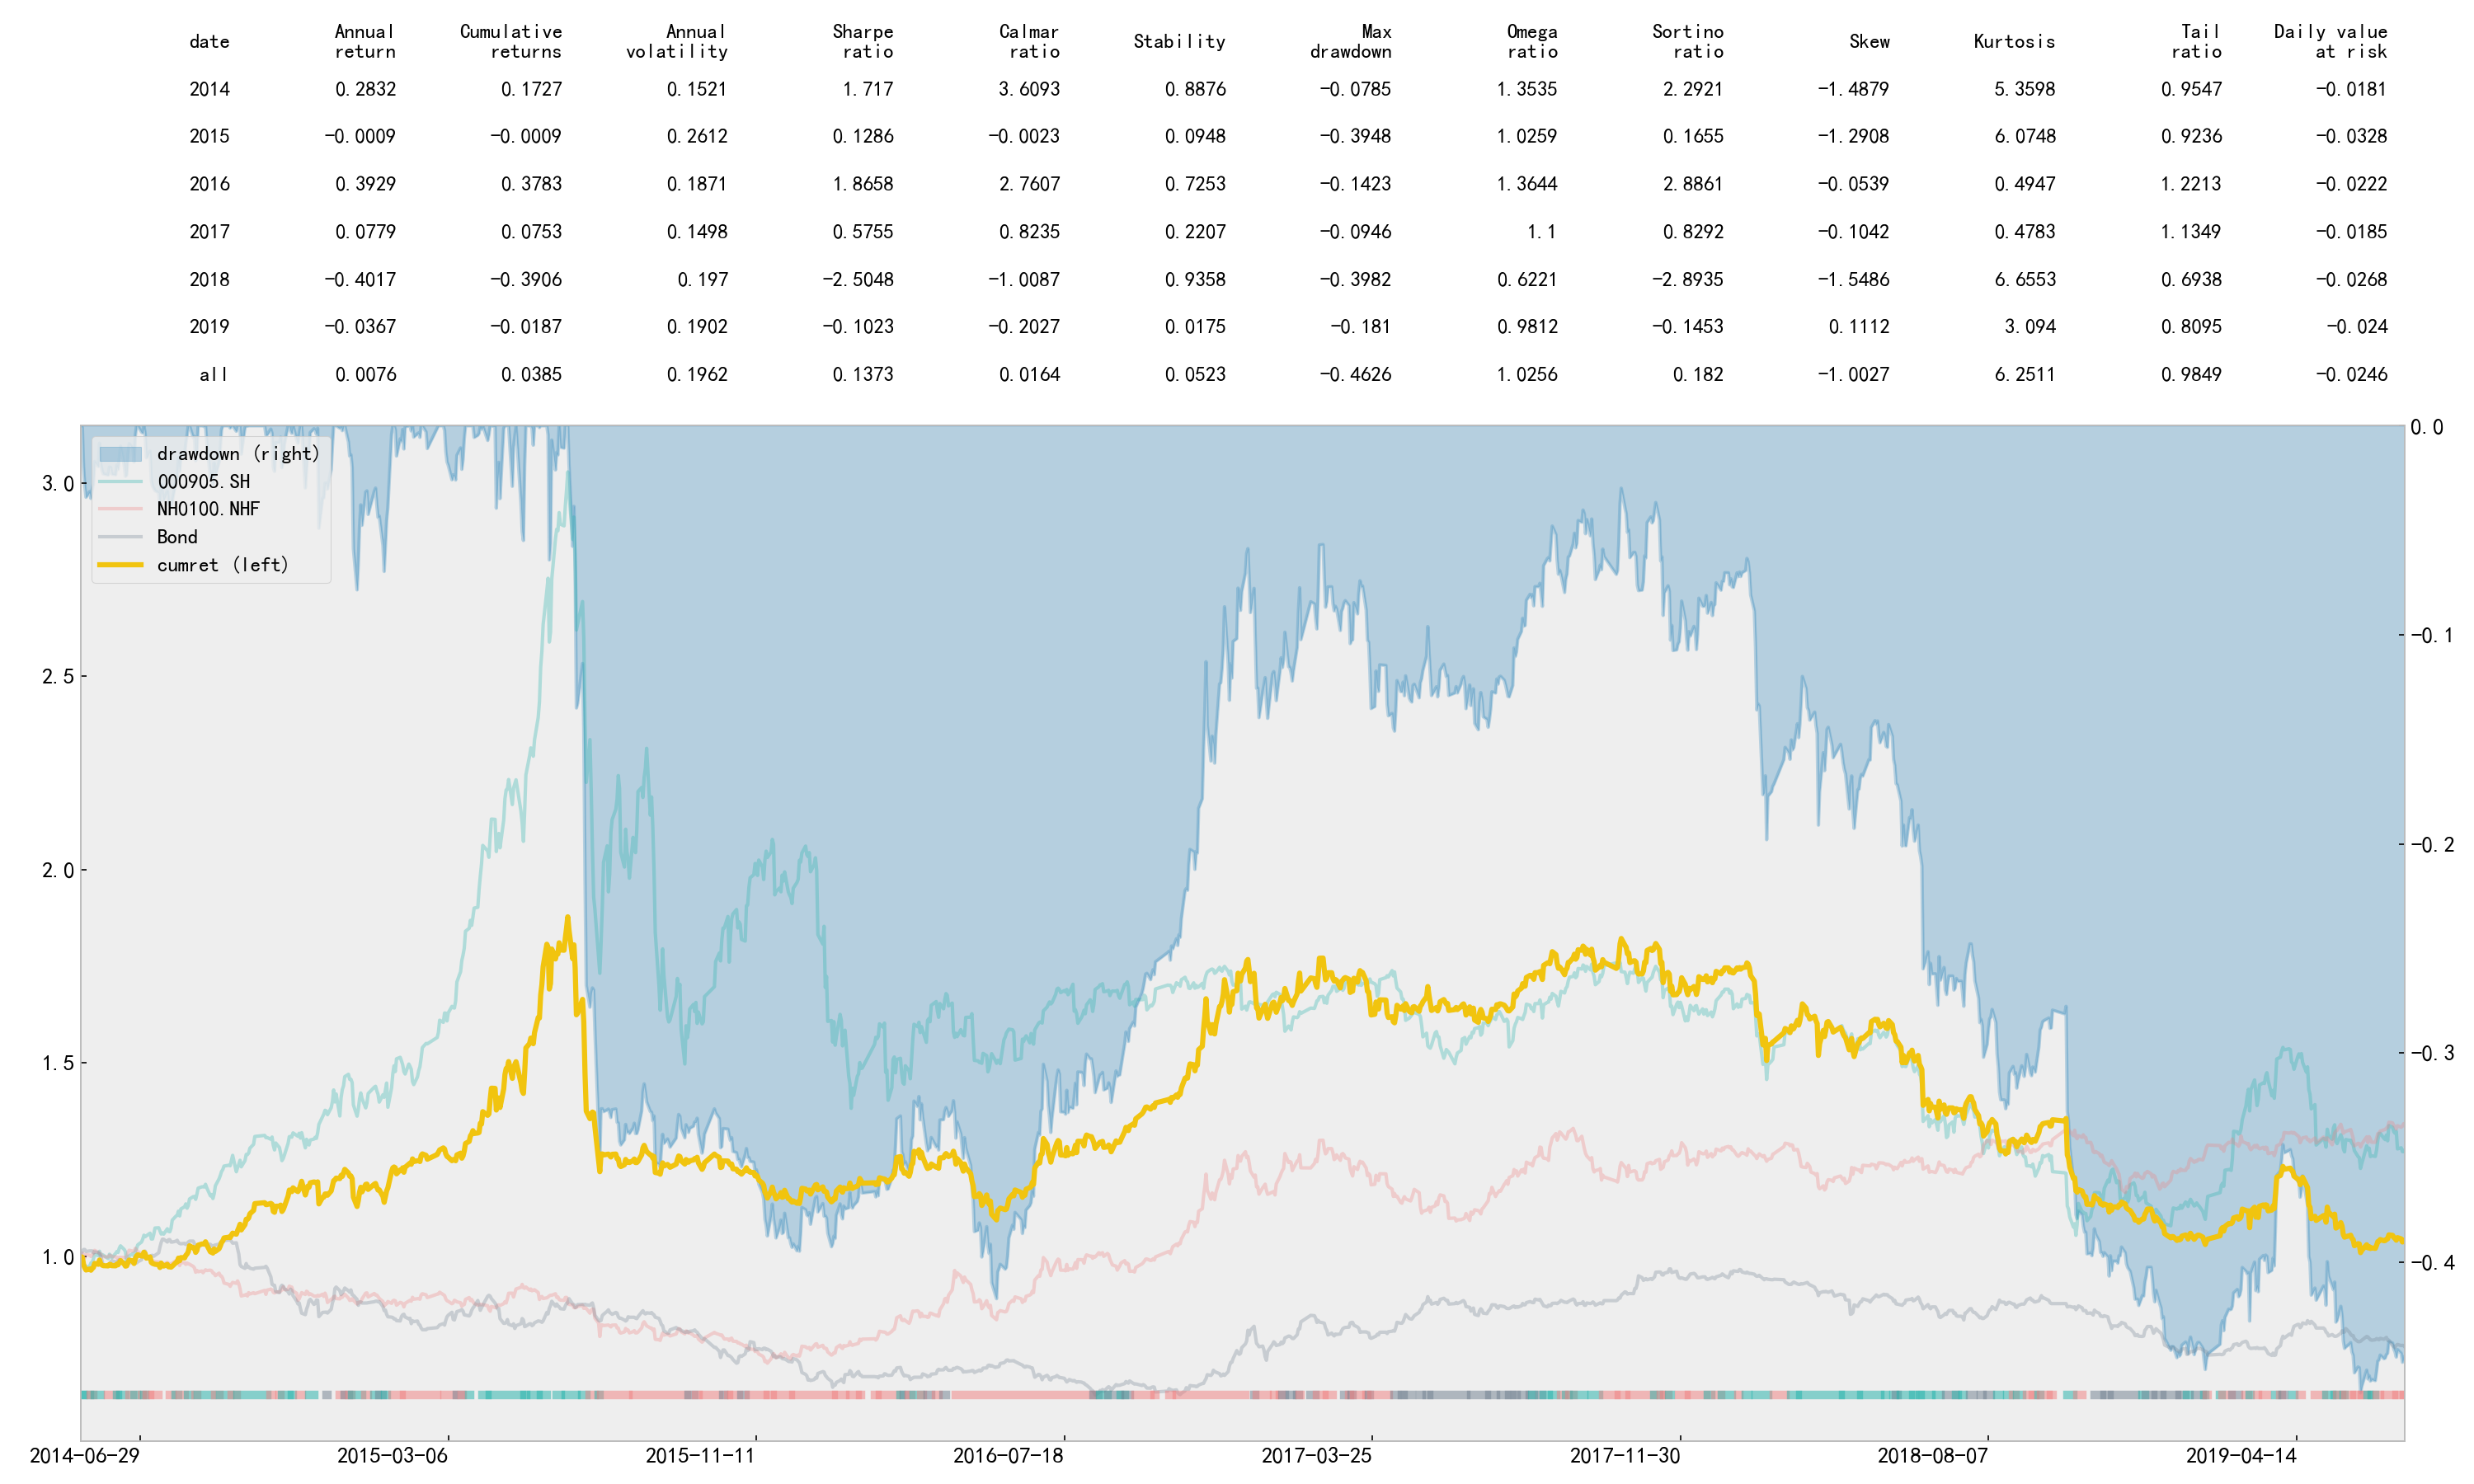 date Annual return Cumulative returns Annual volatility Sharpe ratio Calmar ratio Stability Max drawdown Omega ratio Sortino ratio Skew Kurtosis Tail ratio Daily value at risk
2014 0.2832 0.1727 0.1521 1.717 3.6093 0.8876 -0.0785 1.3535 2.2921 -1.4879 5.3598 0.9547 -0.0181
2015 -0.0009 -0.0009 0.2612 0.1286 -0.0023 0.0948 -0.3948 1.0259 0.1655 -1.2908 6.0748 0.9236 -0.0328
2016 0.3929 0.3783 0.1871 1.8658 2.7607 0.7253 -0.1423 1.3644 2.8861 -0.0539 0.4947 1.2213 -0.0222
2017 0.0779 0.0753 0.1498 0.5755 0.8235 0.2207 -0.0946 1.1 0.8292 -0.1042 0.4783 1.1349 -0.0185
2018 -0.4017 -0.3906 0.197 -2.5048 -1.0087 0.9358 -0.3982 0.6221 -2.8935 -1.5486 6.6553 0.6938 -0.0268
2019 -0.0367 -0.0187 0.1902 -0.1023 -0.2027 0.0175 -0.181 0.9812 -0.1453 0.1112 3.094 0.8095 -0.024
all 0.0076 0.0385 0.1962 0.1373 0.0164 0.0523 -0.4626 1.0256 0.182 -1.0027 6.2511 0.9849 -0.0246
drawdown (right)
000905.SH
NH0100.NHF
Bond
cumret (left)
3.0
2.5
2.0
1.5
1.0
0.0
-0.1
-0.2
-0.3
-0.4
2014-06-29 2015-03-06 2015-11-11 2016-07-18 2017-03-25 2017-11-30 2018-08-07 2019-04-14